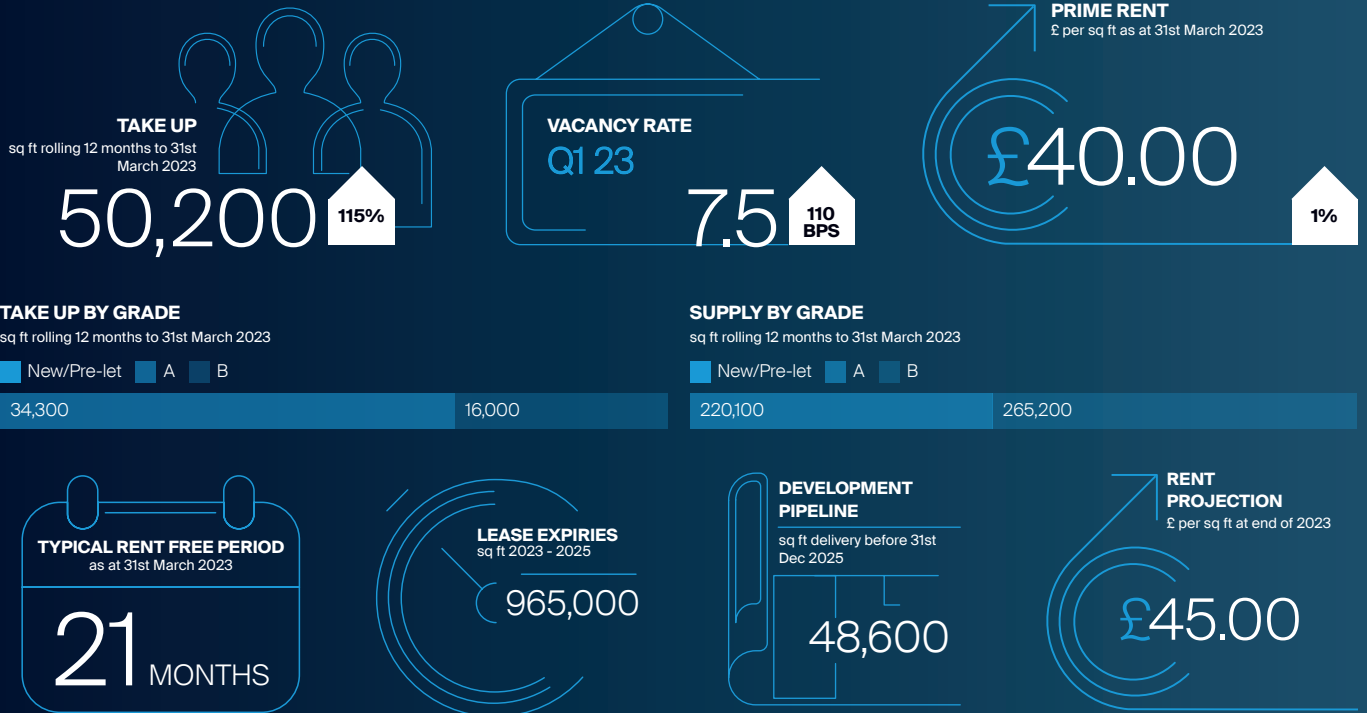 TAKE UP
sq ft rolling 12 months to 31st
March 2023
50,200
115%
VACANCY RATE
Q1 23
7.5
110
BPS
PRIME RENT
£ per sq ft as at 31st March 2023
£40.00
1%
TAKE UP BY GRADE
sq ft rolling 12 months to 31st March 2023
New/Pre-let A B
34,300 16,000
SUPPLY BY GRADE
sq ft rolling 12 months to 31st March 2023
New/Pre-let A B
220,100 265,200
TYPICAL RENT FREE PERIOD
as at 31st March 2023
21 MONTHS
LEASE EXPIRIES
sq ft 2023 - 2025
965,000
DEVELOPMENT
PIPELINE
sq ft delivery before 31st
Dec 2025
48,600
RENT
PROJECTION
£ per sq ft at end of 2023
£45.00